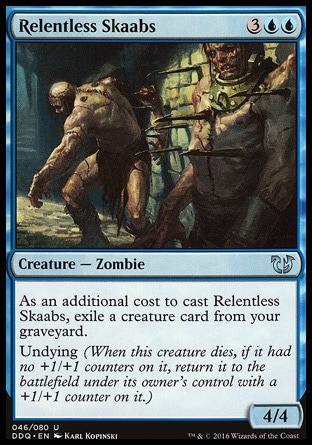 Relentless Skaabs 3
Creature — Zombie
As an additional cost to cast Relentless
Skaabs, exile a creature card from your
graveyard.
Undying (When this creature dies, if it had
no +1/+1 counters on it, return it to the
battlefield under its owner's control with a
+1/+1 counter on it.)
4/4
046/080 U
DDQ • EN Karl Kopinski ™ & © 2016 Wizards of the Coast